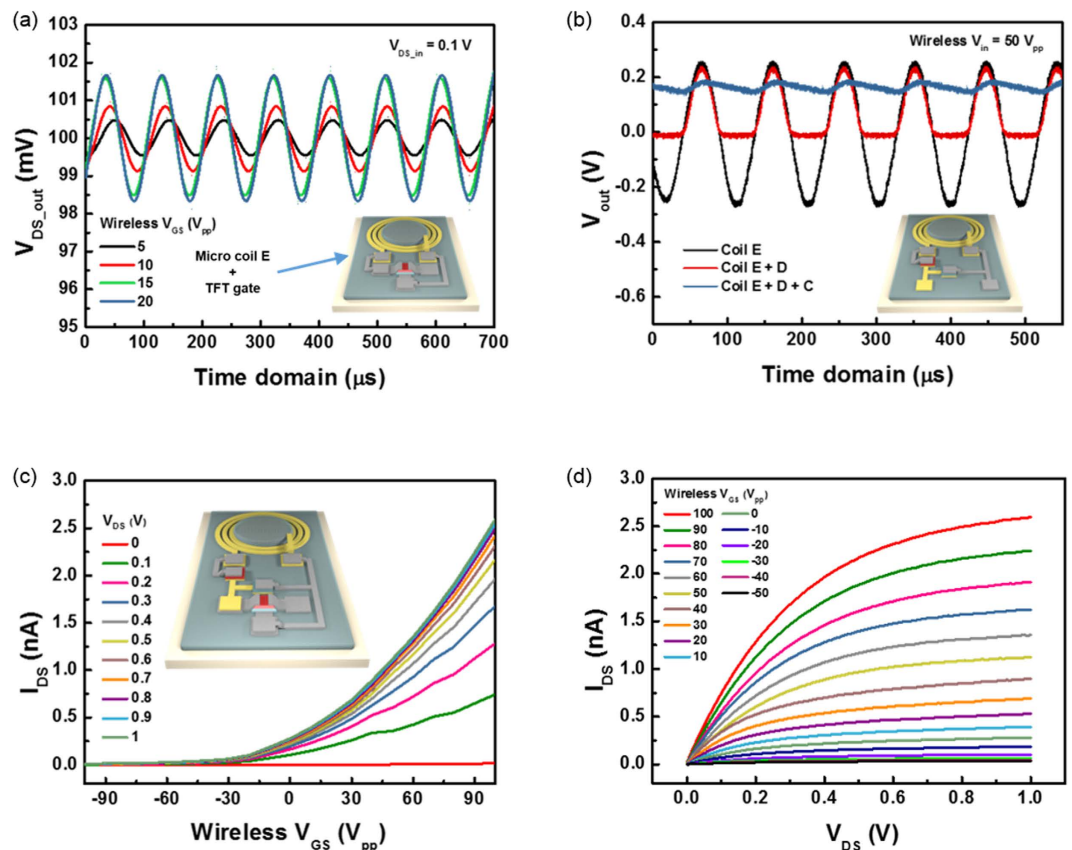 (a)
103
102
101
100
99
98
97
96
95
V_DS_out (mV)
V_DS_in = 0.1 V
Wireless V_GS (V_pp)
5
10
15
20
Micro coil E
+
TFT gate
0 100 200 300 400 500 600 700
Time domain (μs)
(b)
0.4
0.2
0.0
-0.2
-0.4
-0.6
V_out (V)
Wireless V_in = 50 V_pp
Coil E
Coil E + D
Coil E + D + C
0 100 200 300 400 500
Time domain (μs)
(c)
3.0
2.5
2.0
1.5
1.0
0.5
0.0
I_DS (nA)
V_DS (V)
0
0.1
0.2
0.3
0.4
0.5
0.6
0.7
0.8
0.9
1
-90 -60 -30 0 30 60 90
Wireless V_GS (V_pp)
(d)
3.0
2.5
2.0
1.5
1.0
0.5
0.0
I_DS (nA)
Wireless V_GS (V_pp)
100 0
90 -10
80 -20
70 -30
60 -40
50 -50
40
30
20
10
0.0 0.2 0.4 0.6 0.8 1.0
V_DS (V)